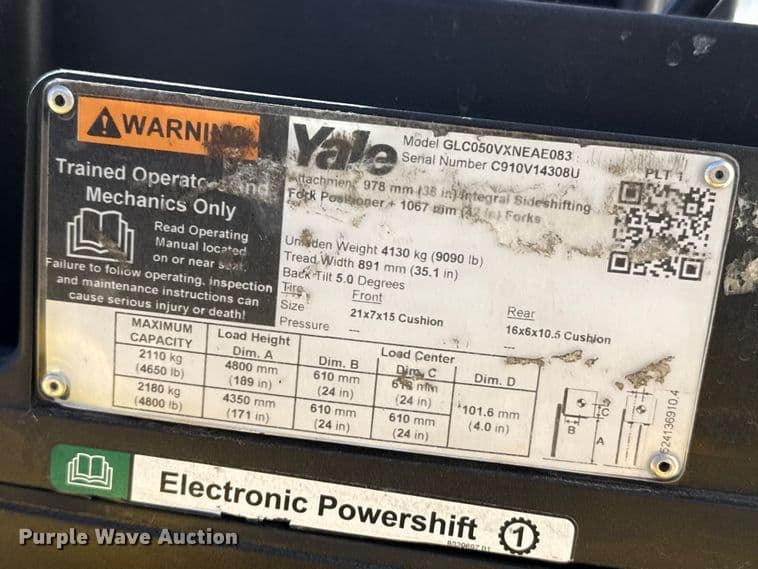 WARNING
Trained Operators and
Mechanics Only
Read Operating
Manual located
on or near seat.
Failure to follow operating, inspection
and maintenance instructions can
cause serious injury or death!
Yale
Model GLC050VXNEAE083
Serial Number C910V14308U
PLT 1
Attachment 978 mm (38 in) Integral Sideshifting
Fork Positioner + 1067 mm (42 in) Forks
Unladen Weight 4130 kg (9090 lb)
Tread Width 891 mm (35.1 in)
Back Tilt 5.0 Degrees
Tire Front Rear
Size 21x7x15 Cushion 16x6x10.5 Cushion
Pressure --- ---
MAXIMUM CAPACITY Load Height Dim. A Load Center Dim. B Dim. C Dim. D
2110 kg (4650 lb) 4800 mm (189 in) 610 mm (24 in) 610 mm (24 in) 101.6 mm (4.0 in)
2180 kg (4800 lb) 4350 mm (171 in) 610 mm (24 in) 610 mm (24 in)
B C A
524136910.4
Electronic Powershift 1
Purple Wave Auction